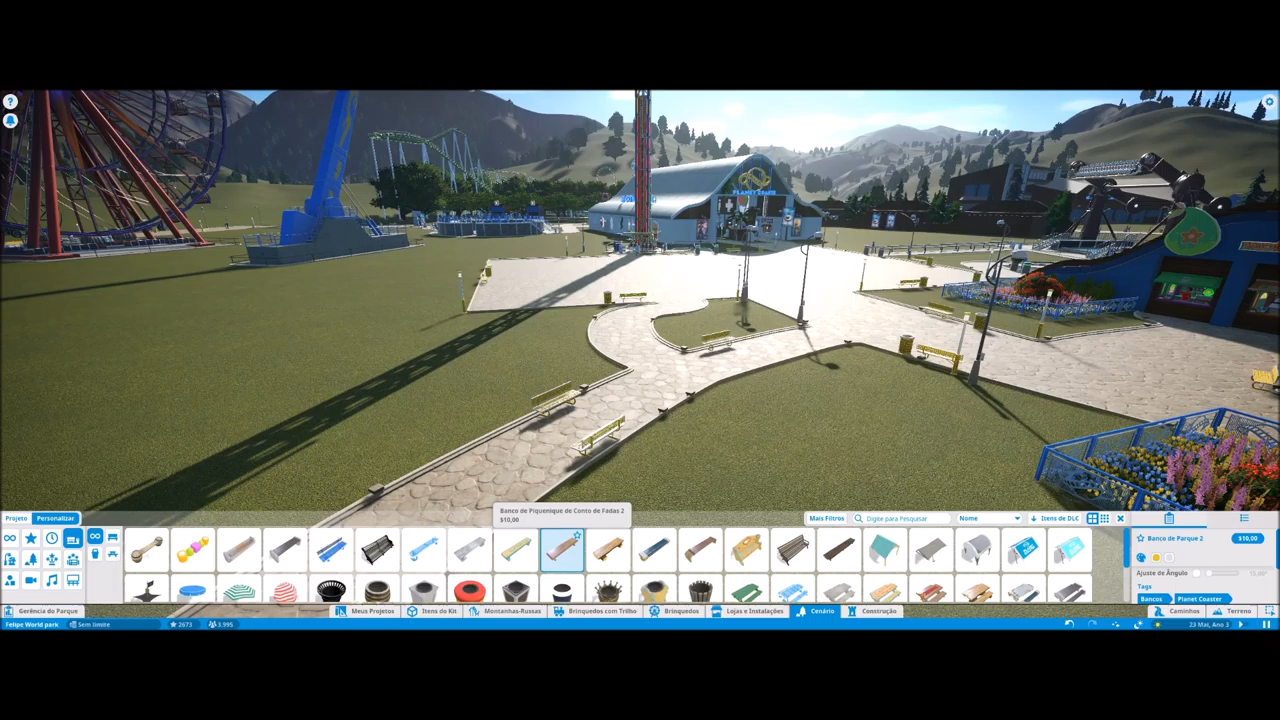 PLANET COASTER
Banco de Piquenique de Conto de Fadas 2
$10,00
Projeto
Personalizar
Mais Filtros
Digite para Pesquisar
Nome
Itens de DLC
Banco de Parque 2
$10,00
Ajuste de Ângulo
Tags
Bancos
Planet Coaster
Gerência do Parque
Meus Projetos
Itens do Kit
Montanhas-Russas
Brinquedos com Trilho
Brinquedos
Lojas e Instalações
Cenário
Construção
Caminhos
Terreno
Felipe World park
Sem limite
2673
3.995
23 Mai, Ano 3